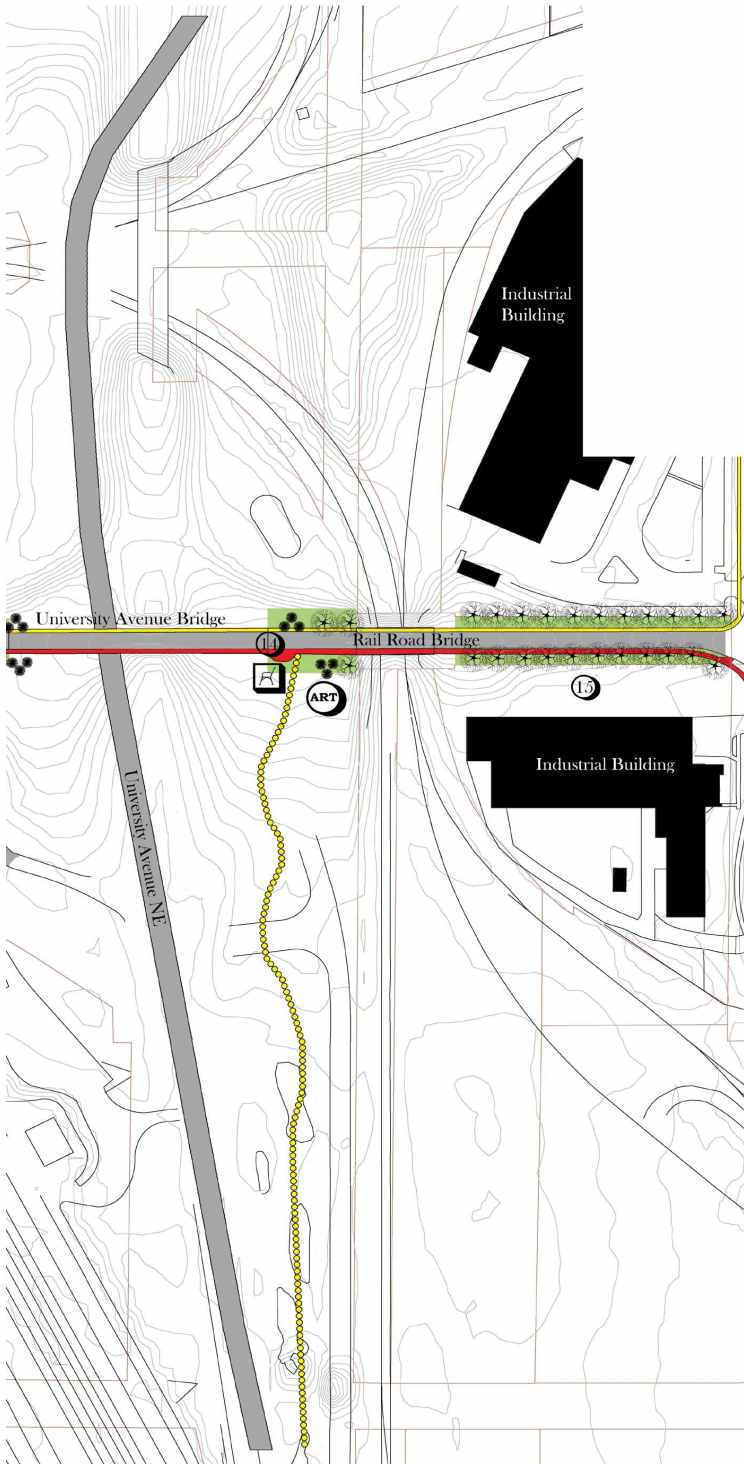 Industrial
Building
University Avenue Bridge
14
Rail Road Bridge
ART
15
Industrial Building
University Avenue NE